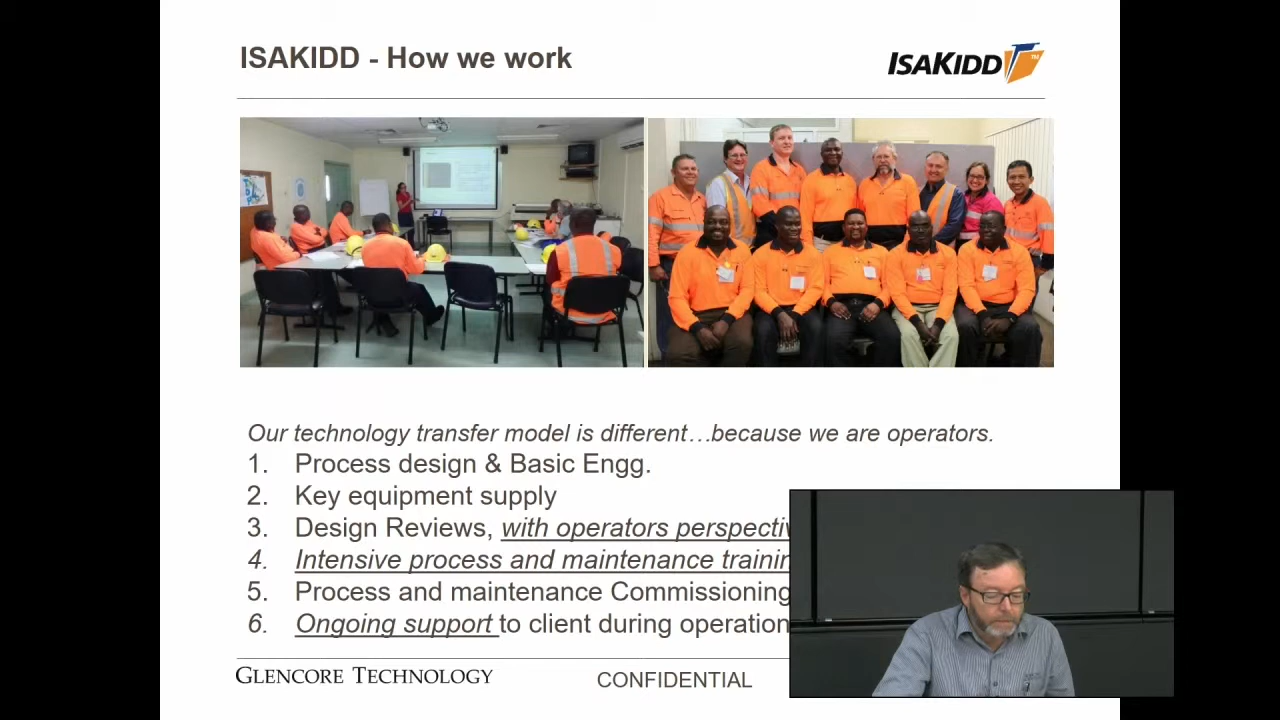 ISAKIDD - How we work
ISAKIDD
TM
Our technology transfer model is different…because we are operators.
1. Process design & Basic Engg.
2. Key equipment supply
3. Design Reviews, with operators perspectiv
4. Intensive process and maintenance trainin
5. Process and maintenance Commissioning
6. Ongoing support to client during operation
GLENCORE TECHNOLOGY
CONFIDENTIAL